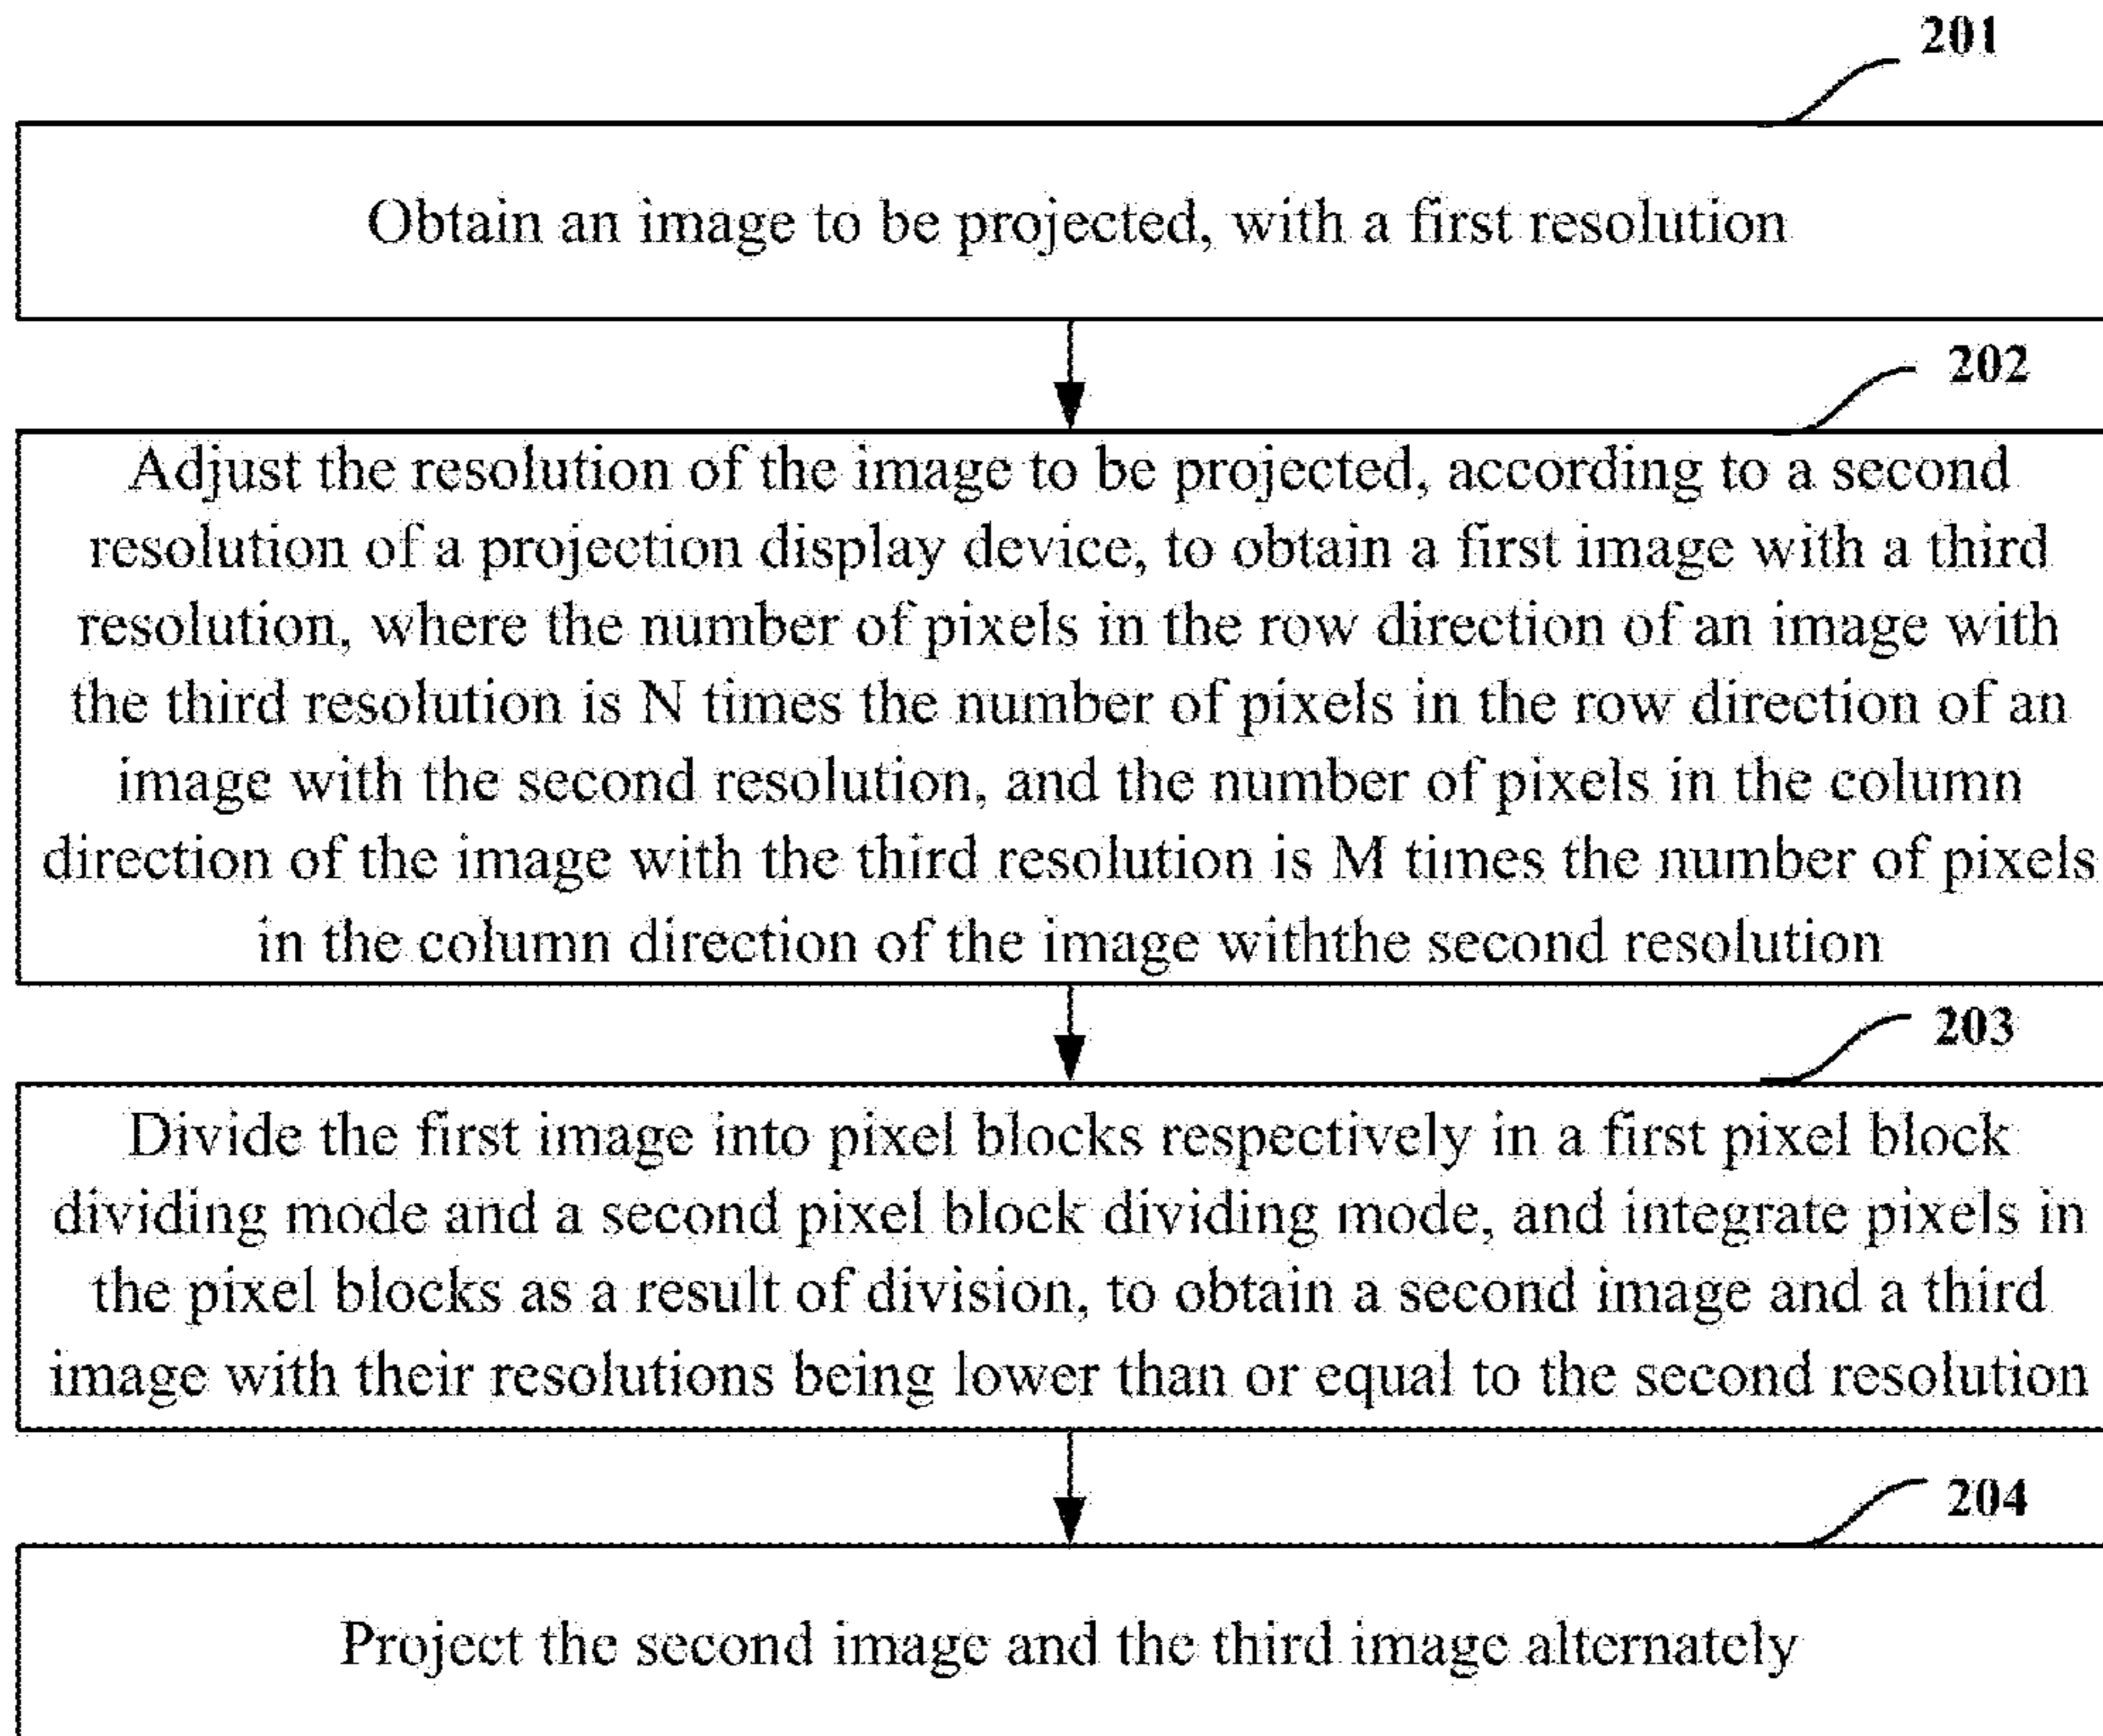 201
Obtain an image to be projected, with a first resolution
202
Adjust the resolution of the image to be projected, according to a second
resolution of a projection display device, to obtain a first image with a third
resolution, where the number of pixels in the row direction of an image with
the third resolution is N times the number of pixels in the row direction of an
image with the second resolution, and the number of pixels in the column
direction of the image with the third resolution is M times the number of pixels
in the column direction of the image withthe second resolution
203
Divide the first image into pixel blocks respectively in a first pixel block
dividing mode and a second pixel block dividing mode, and integrate pixels in
the pixel blocks as a result of division, to obtain a second image and a third
image with their resolutions being lower than or equal to the second resolution
204
Project the second image and the third image alternately